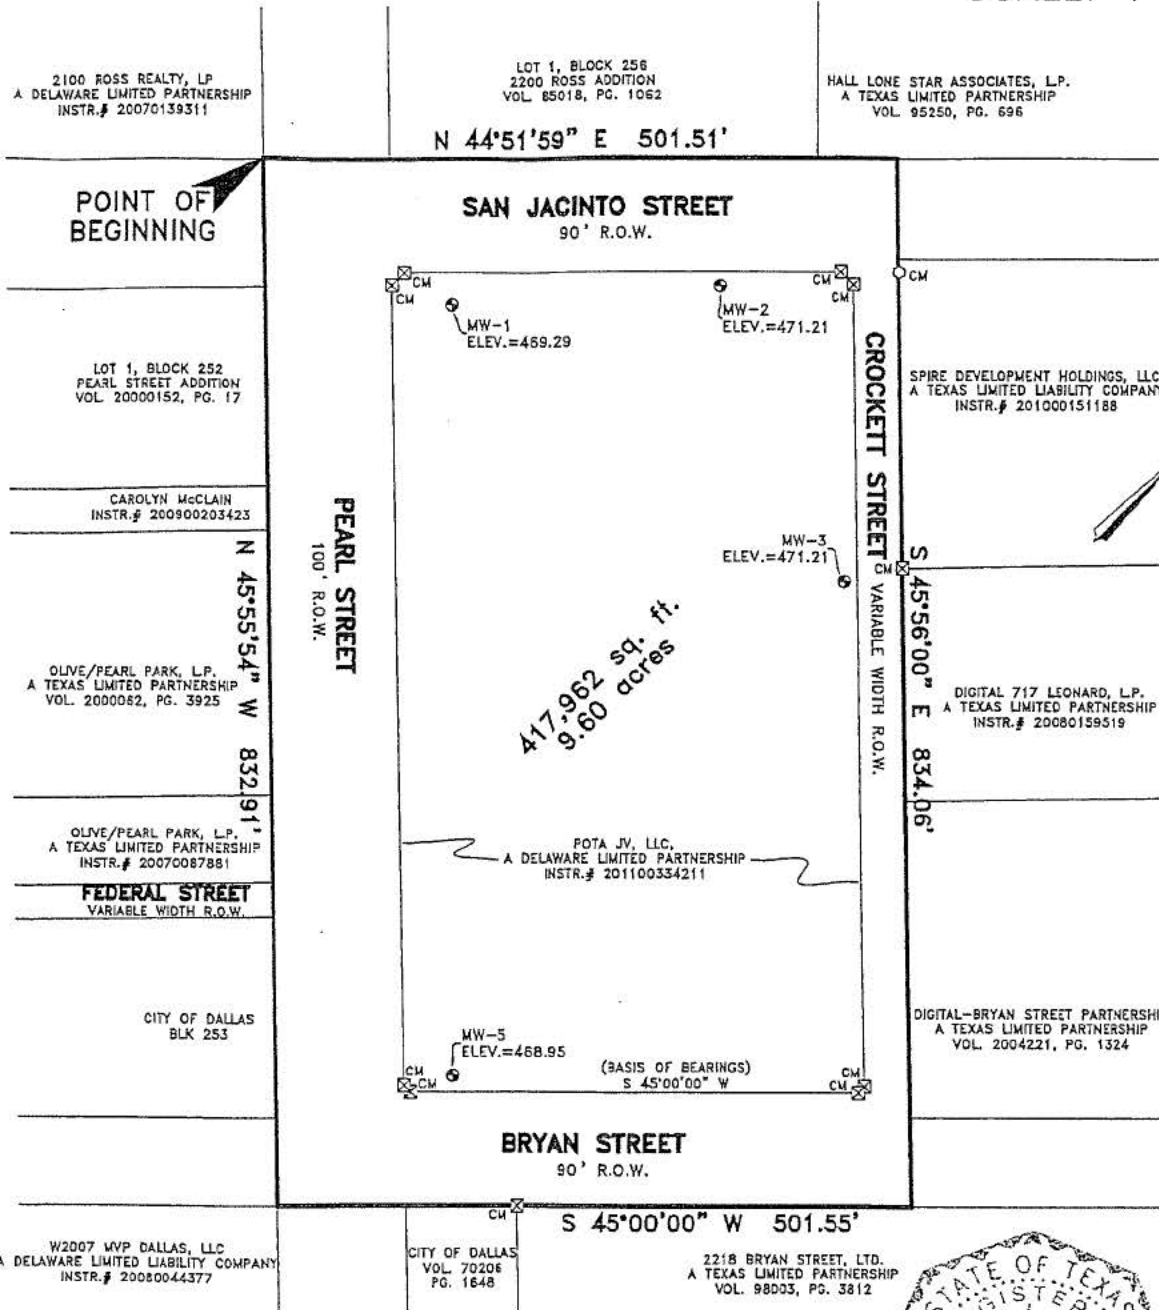 2100 ROSS REALTY, LP
A DELAWARE LIMITED PARTNERSHIP
INSTR.# 20070139311
LOT 1, BLOCK 256
2200 ROSS ADDITION
VOL. 85018, PG. 1062
HALL LONE STAR ASSOCIATES, L.P.
A TEXAS LIMITED PARTNERSHIP
VOL. 95250, PG. 696
N 44°51'59" E 501.51'
POINT OF
BEGINNING
SAN JACINTO STREET
90' R.O.W.
CM
CM
CM
CM
CM
MW-1
ELEV.=469.29
MW-2
ELEV.=471.21
LOT 1, BLOCK 252
PEARL STREET ADDITION
VOL. 20000152, PG. 17
CROCKETT STREET
VARIABLE WIDTH R.O.W.
SPIRE DEVELOPMENT HOLDINGS, LLC
A TEXAS LIMITED LIABILITY COMPANY
INSTR.# 201000151188
CAROLYN McCLAIN
INSTR.# 200900203423
PEARL STREET
100' R.O.W.
N 45°55'54" W 832.91'
MW-3
ELEV.=471.21
CM
S 45°56'00" E 834.06'
417,962 sq. ft.
9.60 acres
OLIVE/PEARL PARK, L.P.
A TEXAS LIMITED PARTNERSHIP
VOL. 2000062, PG. 3925
DIGITAL 717 LEONARD, L.P.
A TEXAS LIMITED PARTNERSHIP
INSTR.# 20080159519
OLIVE/PEARL PARK, L.P.
A TEXAS LIMITED PARTNERSHIP
INSTR.# 20070087881
POTA JV, LLC,
A DELAWARE LIMITED PARTNERSHIP
INSTR.# 201100334211
FEDERAL STREET
VARIABLE WIDTH R.O.W.
CITY OF DALLAS
BLK 253
DIGITAL-BRYAN STREET PARTNERSHI
A TEXAS LIMITED PARTNERSHIP
VOL. 2004221, PG. 1324
MW-5
ELEV.=468.95
(BASIS OF BEARINGS)
S 45°00'00" W
CM
CM
CM
CM
BRYAN STREET
90' R.O.W.
CM
S 45°00'00" W 501.55'
W2007 MVP DALLAS, LLC
A DELAWARE LIMITED LIABILITY COMPANY
INSTR.# 20080044377
CITY OF DALLAS
VOL. 70206
PG. 1648
2218 BRYAN STREET, LTD.
A TEXAS LIMITED PARTNERSHIP
VOL. 98003, PG. 3812
STATE OF TEXAS